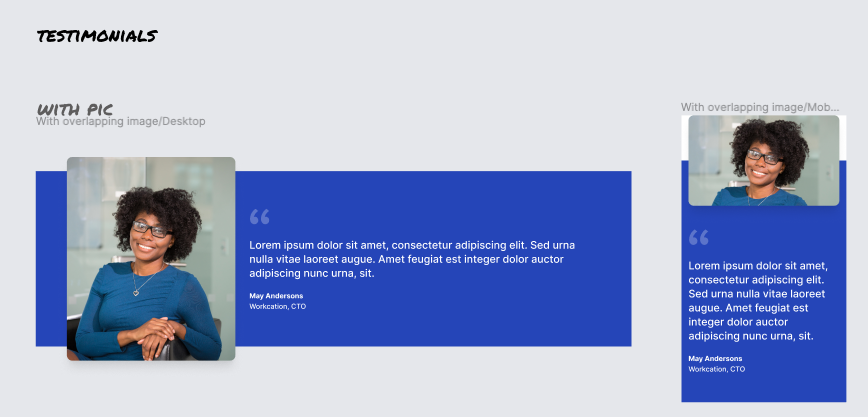 TESTIMONIALS
WITH PIC
With overlapping image/Desktop
“
Lorem ipsum dolor sit amet, consectetur adipiscing elit. Sed urna
nulla vitae laoreet augue. Amet feugiat est integer dolor auctor
adipiscing nunc urna, sit.
May Andersons
Workcation, CTO
With overlapping image/Mob...
“
Lorem ipsum dolor sit amet,
consectetur adipiscing elit.
Sed urna nulla vitae laoreet
augue. Amet feugiat est
integer dolor auctor
adipiscing nunc urna, sit.
May Andersons
Workcation, CTO